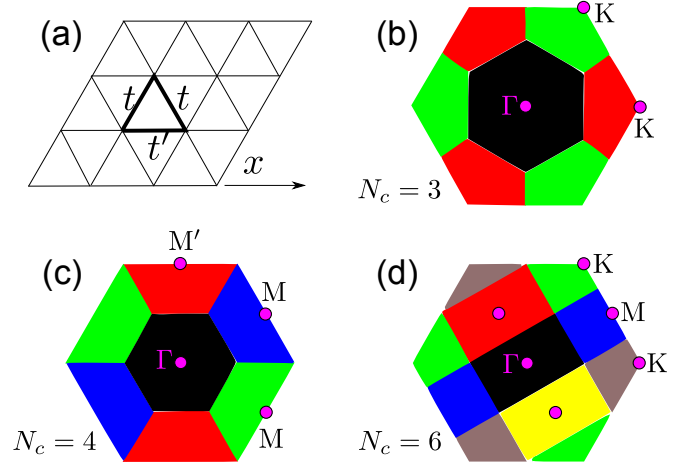 (a)
t
t
t′
x
(b)
K
Γ
K
N_c = 3
(c)
M′
M
Γ
M
N_c = 4
(d)
K
M
Γ
K
N_c = 6